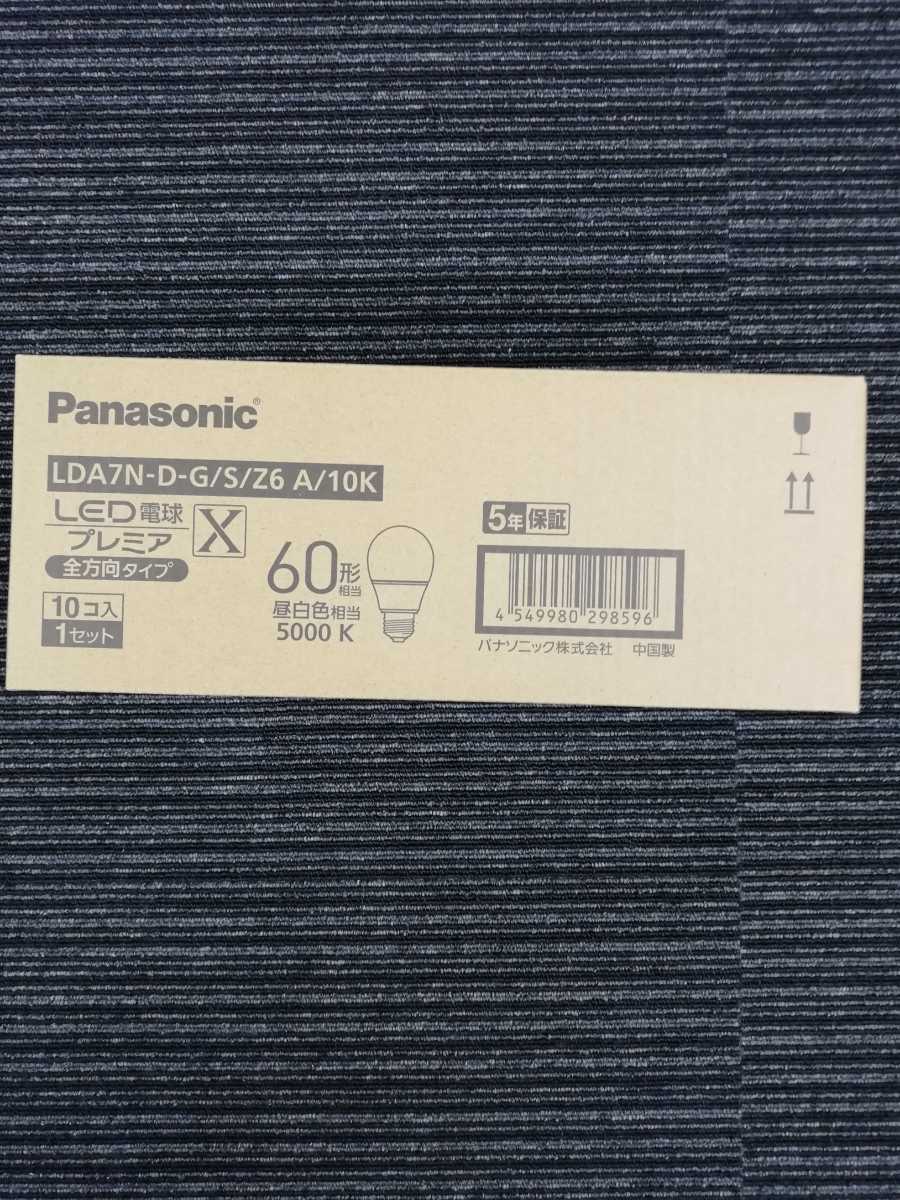 Panasonic®
LDA7N-D-G/S/Z6 A/10K
LED電球
プレミア X
全方向タイプ
10コ入
1セット
60形
相当
昼白色相当
5000 K
5年保証
4 549980 298596
パナソニック株式会社 中国製